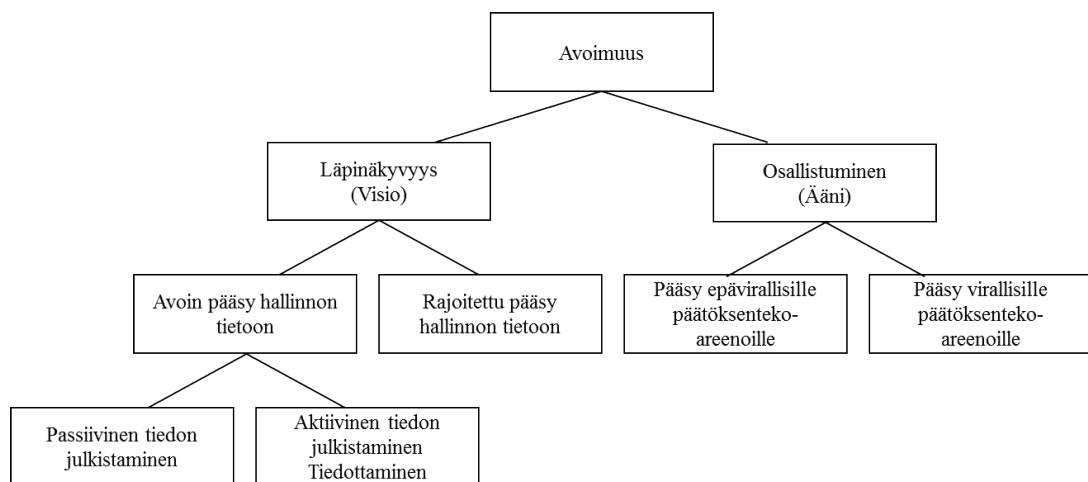 Avoimuus
Läpinäkyvyys
(Visio)
Osallistuminen
(Ääni)
Avoin pääsy hallinnon
tietoon
Rajoitettu pääsy
hallinnon tietoon
Pääsy epävirallisille
päätöksenteko-
areenoille
Pääsy virallisille
päätöksenteko-
areenoille
Passiivinen tiedon
julkistaminen
Aktiivinen tiedon
julkistaminen
Tiedottaminen